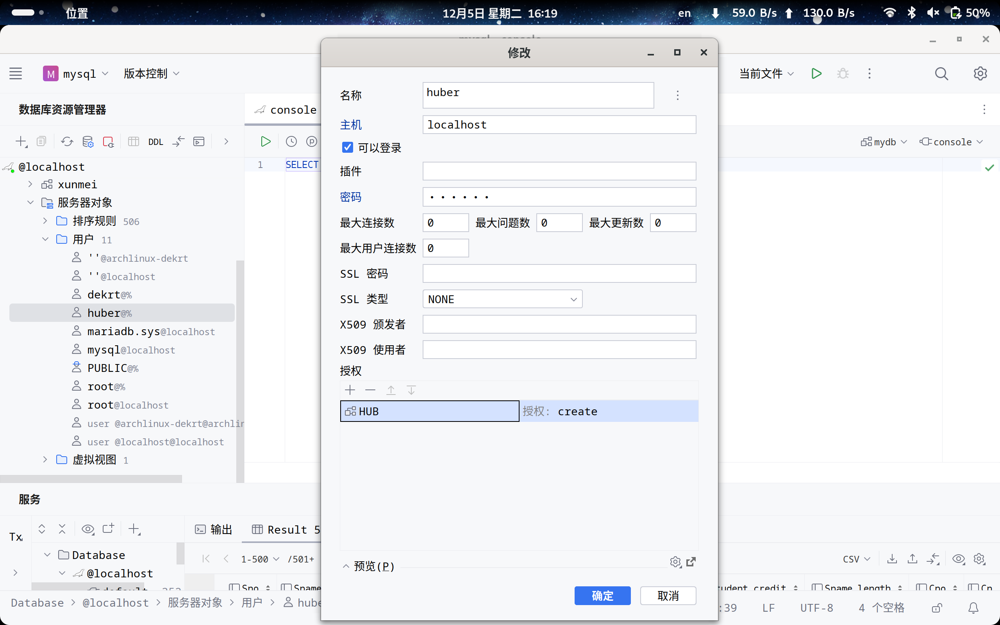 位置
12月5日 星期二 16:19
en 59.0 B/s 130.0 B/s 50%
M mysql 版本控制
当前文件
数据库资源管理器
DDL
@localhost
xunmei
服务器对象
排序规则 506
用户 11
''@archlinux-dekrt
''@localhost
dekrt@%
huber@%
mariadb.sys@localhost
mysql@localhost
PUBLIC@%
root@%
root@localhost
user @archlinux-dekrt@archlin
user @localhost@localhost
虚拟视图 1
console
mydb console
1 SELECT
修改
名称 huber
主机 localhost
可以登录
插件
密码 ······
最大连接数 0 最大问题数 0 最大更新数 0
最大用户连接数 0
SSL 密码
SSL 类型 NONE
X509 颁发者
X509 使用者
授权
HUB 授权: create
预览(P)
确定 取消
服务
Tx
Database
@localhost
输出 Result 5
1-500 /501+
CSV
Sno Sname
credit Sname_length Cno Cn
Database > @localhost > 服务器对象 > 用户 > hube
:39 LF UTF-8 4 个空格